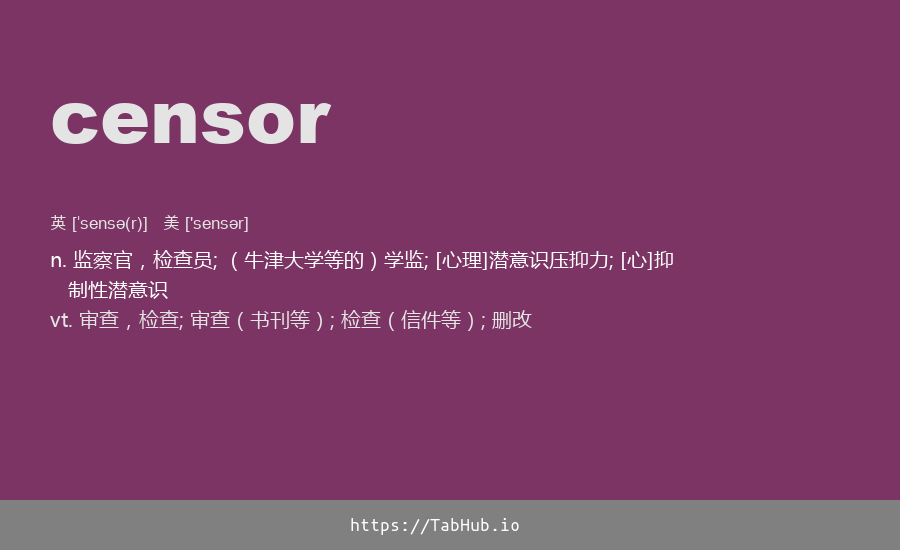 censor
英 ['sensə(r)]   美 ['sensər]
n. 监察官，检查员; （牛津大学等的）学监; [心理]潜意识压抑力; [心]抑
制性潜意识
vt. 审查，检查; 审查（书刊等）; 检查（信件等）; 删改
https://TabHub.io